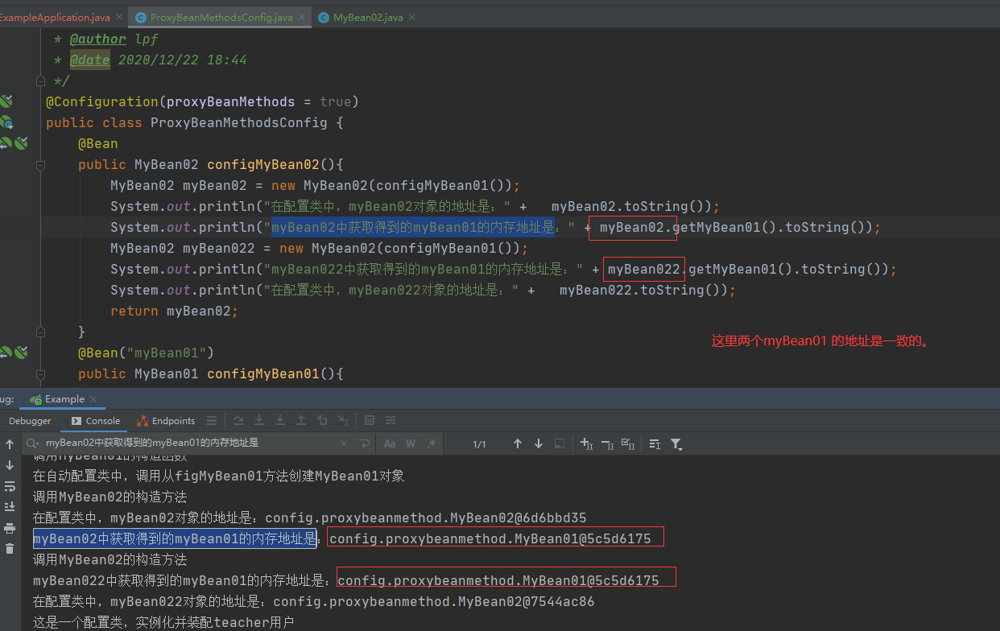 ExampleApplication.java × ProxyBeanMethodsConfig.java × MyBean02.java ×
* @author lpf
* @date 2020/12/22 18:44
*/
@Configuration(proxyBeanMethods = true)
public class ProxyBeanMethodsConfig {
@Bean
public MyBean02 configMyBean02(){
MyBean02 myBean02 = new MyBean02(configMyBean01());
System.out.println("在配置类中，myBean02对象的地址是：" + myBean02.toString());
System.out.println("myBean02中获取得到的myBean01的内存地址是：" + myBean02.getMyBean01().toString());
MyBean02 myBean022 = new MyBean02(configMyBean01());
System.out.println("myBean022中获取得到的myBean01的内存地址是：" + myBean022.getMyBean01().toString());
System.out.println("在配置类中，myBean022对象的地址是：" + myBean022.toString());
return myBean02;
}
这里两个myBean01 的地址是一致的。
@Bean("myBean01")
public MyBean01 configMyBean01(){
ug: Example ×
Debugger Console Endpoints
myBean02中获取得到的myBean01的内存地址是 × Aa W .* 1/1
调用myBean01的构造函数
在自动配置类中，调用从figMyBean01方法创建MyBean01对象
调用MyBean02的构造方法
在配置类中，myBean02对象的地址是：config.proxybeanmethod.MyBean02@6d6bbd35
myBean02中获取得到的myBean01的内存地址是：config.proxybeanmethod.MyBean01@5c5d6175
调用MyBean02的构造方法
myBean022中获取得到的myBean01的内存地址是：config.proxybeanmethod.MyBean01@5c5d6175
在配置类中，myBean022对象的地址是：config.proxybeanmethod.MyBean02@7544ac86
这是一个配置类，实例化并装配teacher用户